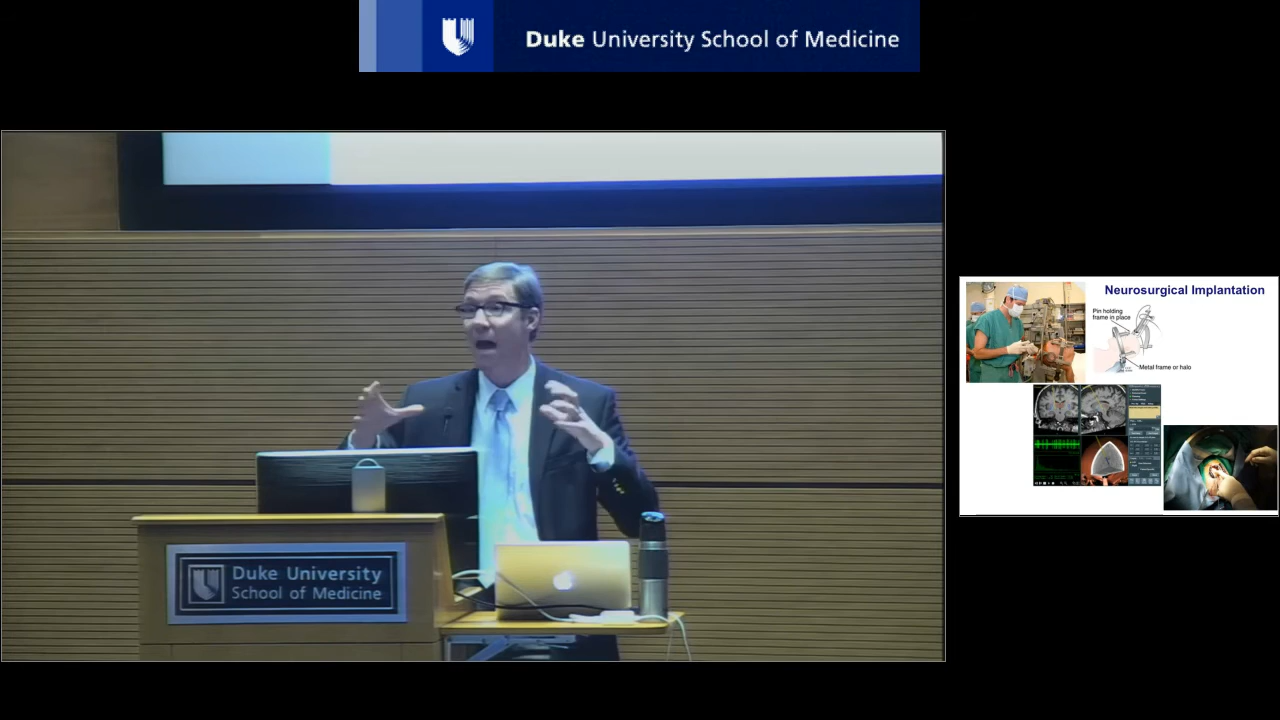 Duke University School of Medicine
Neurosurgical Implantation
Pin holding
frame in place
Metal frame or halo
Duke University
School of Medicine